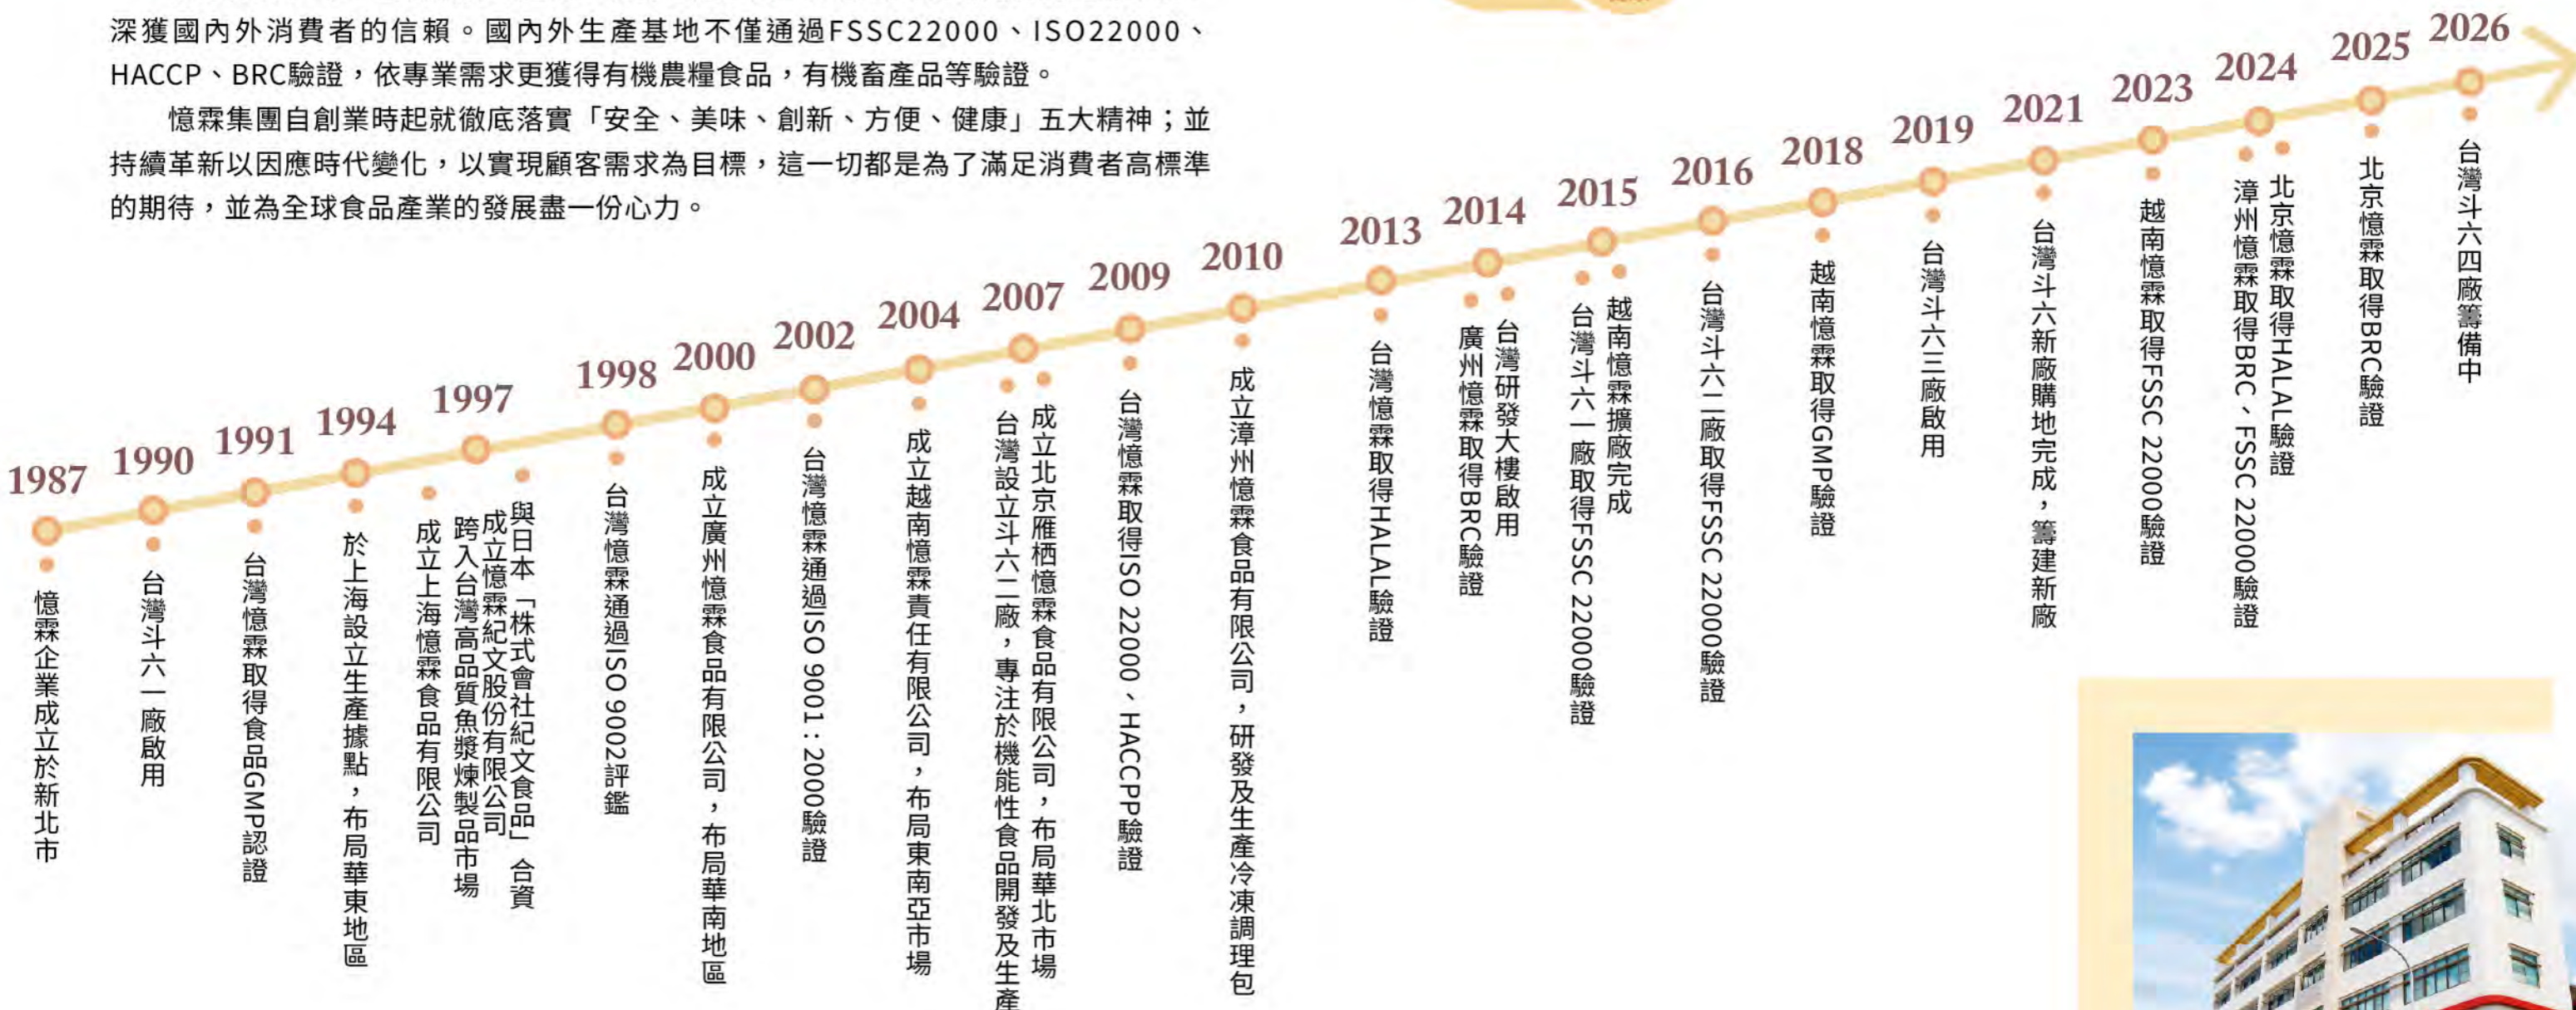 深獲國內外消費者的信賴。國內外生產基地不僅通過FSSC22000、ISO22000、
HACCP、BRC驗證，依專業需求更獲得有機農糧食品，有機畜產品等驗證。
憶霖集團自創業時起就徹底落實「安全、美味、創新、方便、健康」五大精神；並
持續革新以因應時代變化，以實現顧客需求為目標，這一切都是為了滿足消費者高標準
的期待，並為全球食品產業的發展盡一份心力。
1987
憶霖企業成立於新北市
1990
台灣斗六一廠啟用
1991
台灣憶霖取得食品GMP認證
1994
於上海設立生產據點，布局華東地區
1997
與日本「株式會社紀文食品」合資
成立憶霖紀文股份有限公司
跨入台灣高品質魚漿煉製品市場
成立上海憶霖食品有限公司
1998
台灣憶霖通過ISO 9002評鑑
2000
成立廣州憶霖食品有限公司，布局華南地區
2002
台灣憶霖通過ISO 9001：2000驗證
2004
成立越南憶霖責任有限公司，布局東南亞市場
2007
成立北京雁栖憶霖食品有限公司，布局華北市場
台灣設立斗六二廠，專注於機能性食品開發及生產
2009
台灣憶霖取得ISO 22000、HACCPP驗證
2010
成立漳州憶霖食品有限公司，研發及生產冷凍調理包
2013
台灣憶霖取得HALAL驗證
2014
台灣研發大樓啟用
廣州憶霖取得BRC驗證
2015
越南憶霖擴廠完成
台灣斗六一廠取得FSSC 22000驗證
2016
台灣斗六二廠取得FSSC 22000驗證
2018
越南憶霖取得GMP驗證
2019
台灣斗六三廠啟用
2021
台灣斗六新廠購地完成，籌建新廠
2023
越南憶霖取得FSSC 22000驗證
2024
北京憶霖取得HALAL驗證
漳州憶霖取得BRC、FSSC 22000驗證
2025
北京憶霖取得BRC驗證
2026
台灣斗六四廠籌備中